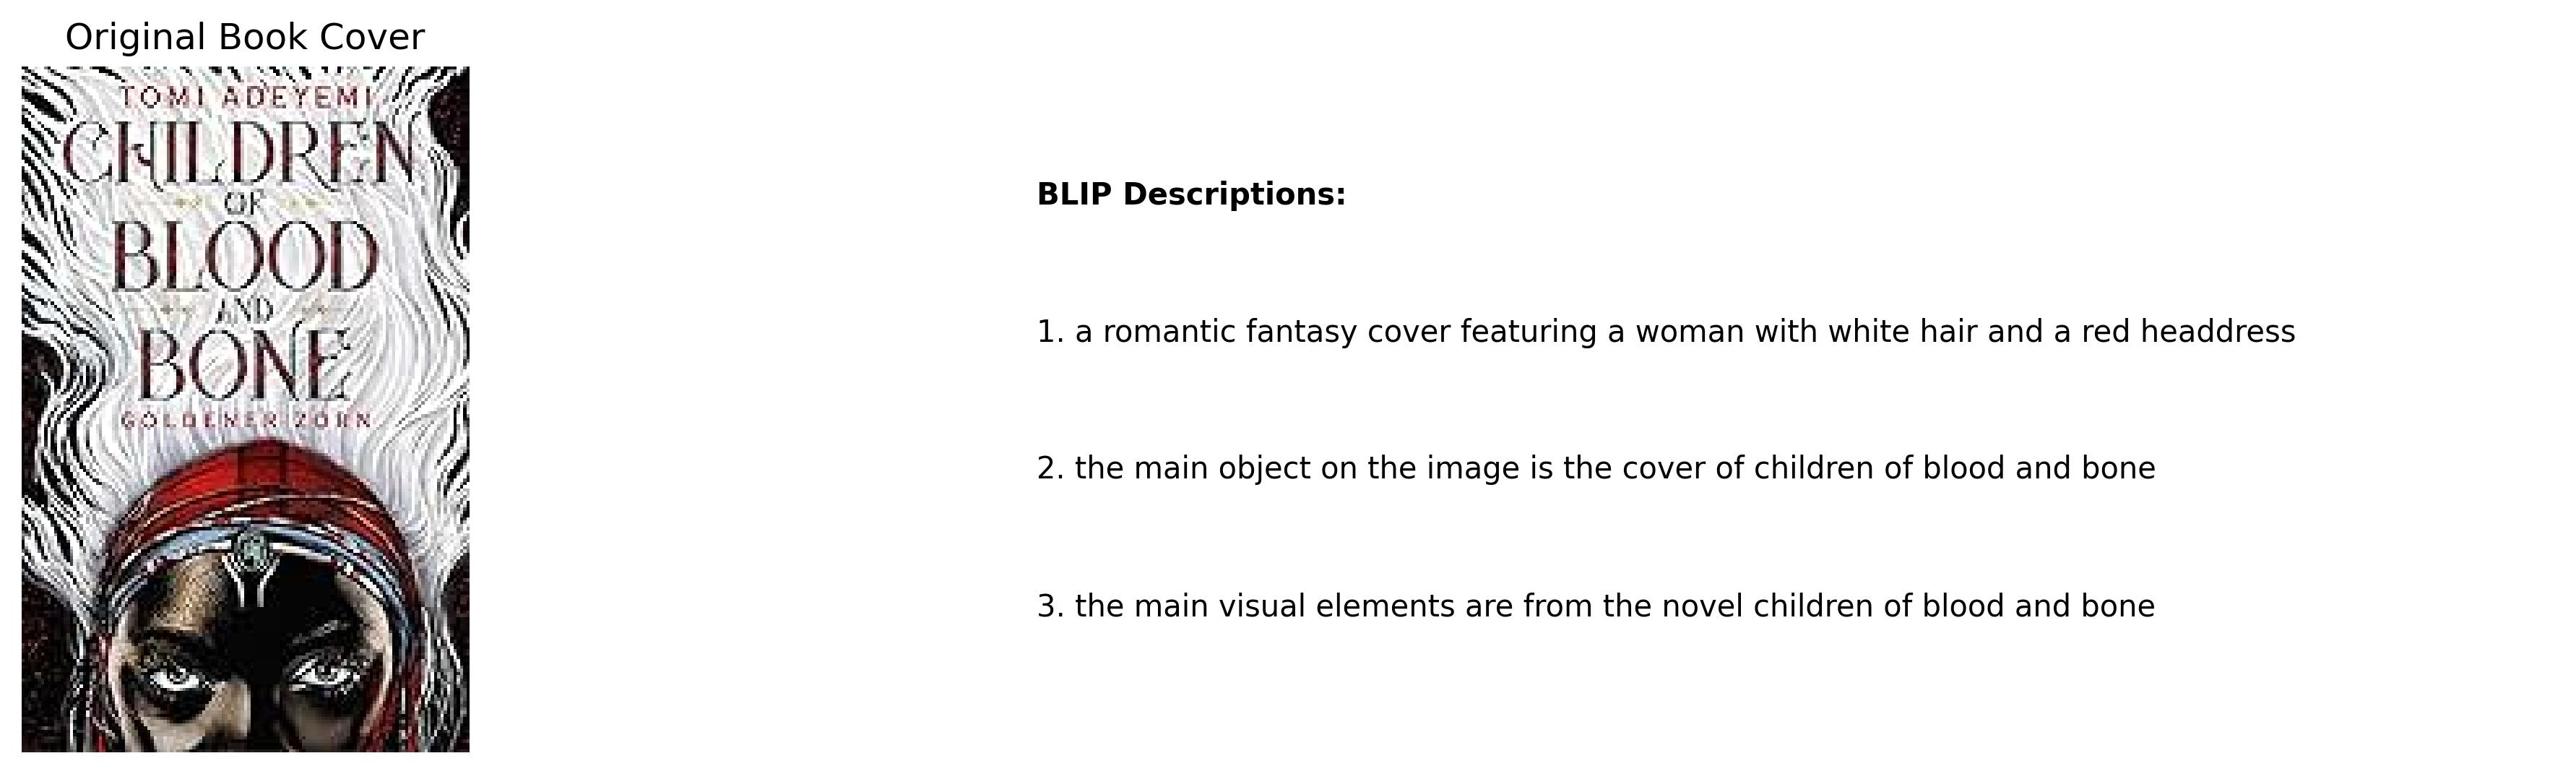 Original Book Cover
TOMI ADEYEMI
CHILDREN
OF
BLOOD
AND
BONE
GOLDENER ZORN
BLIP Descriptions:
1. a romantic fantasy cover featuring a woman with white hair and a red headdress
2. the main object on the image is the cover of children of blood and bone
3. the main visual elements are from the novel children of blood and bone